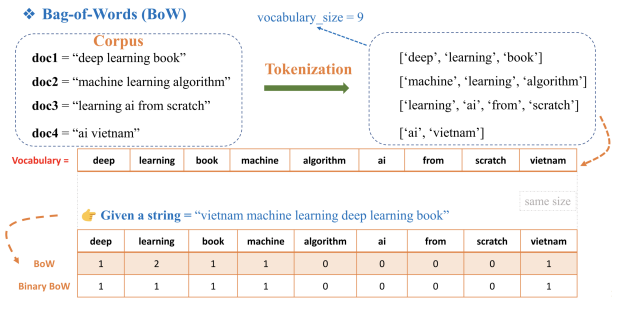 ❖ Bag-of-Words (BoW)
vocabulary_size = 9
Corpus
doc1 = “deep learning book”
doc2 = “machine learning algorithm”
doc3 = “learning ai from scratch”
doc4 = “ai vietnam”
Tokenization
[‘deep’, ‘learning’, ‘book’]
[‘machine’, ‘learning’, ‘algorithm’]
[‘learning’, ‘ai’, ‘from’, ‘scratch’]
[‘ai’, ‘vietnam’]
Vocabulary = deep learning book machine algorithm ai from scratch vietnam
same size
👉 Given a string = “vietnam machine learning deep learning book”
deep learning book machine algorithm ai from scratch vietnam
BoW 1 2 1 1 0 0 0 0 1
Binary BoW 1 1 1 1 0 0 0 0 1